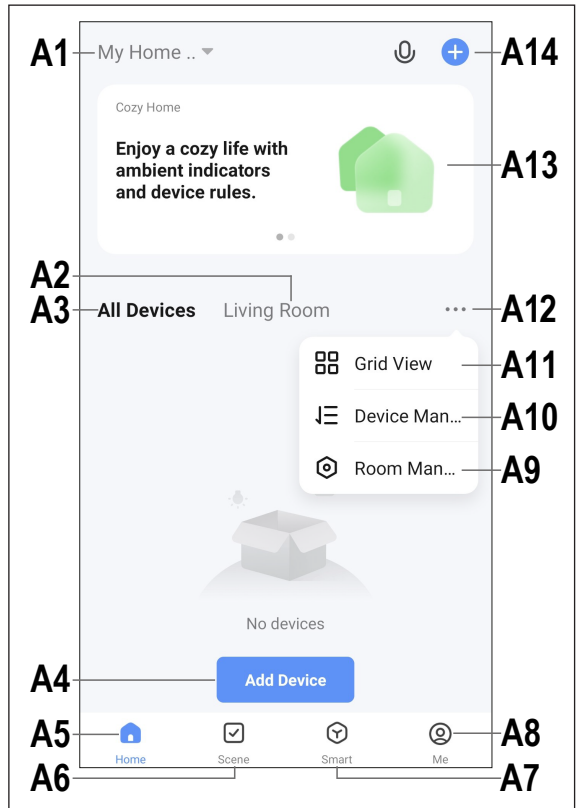 A1 My Home .. A14
Cozy Home
Enjoy a cozy life with
ambient indicators
and device rules.
A13
A2
A3 All Devices Living Room A12
Grid View A11
Device Man... A10
Room Man... A9
No devices
A4 Add Device
A5 A8
Home Scene Smart Me
A6 A7